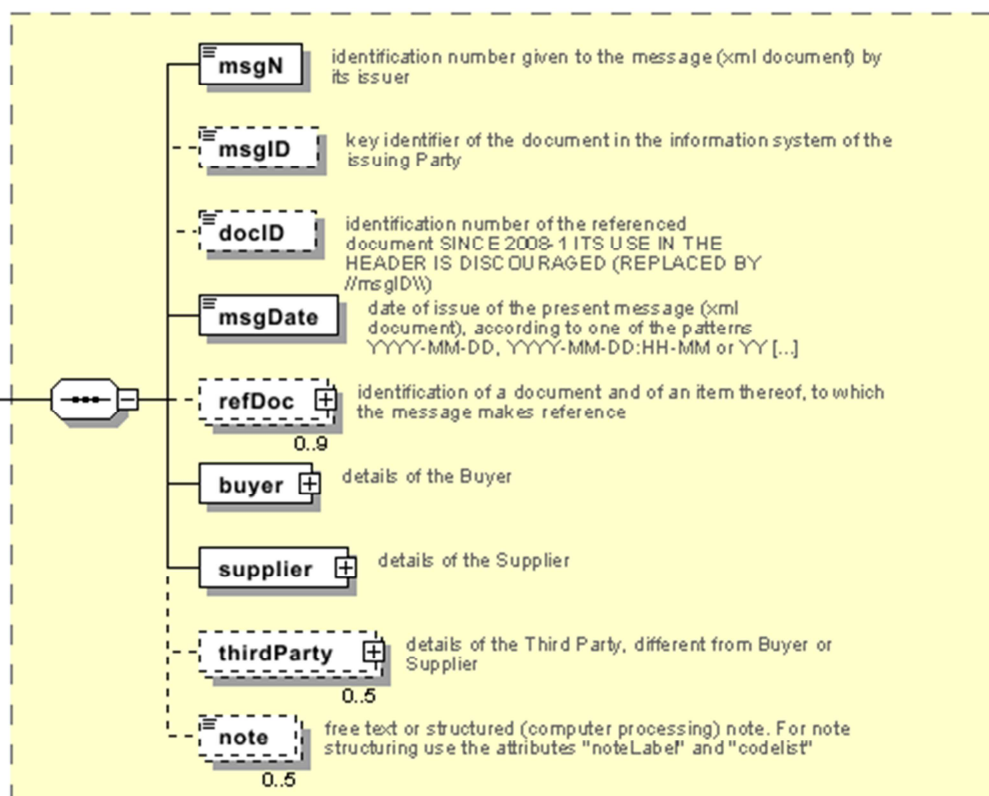 msgN
identification number given to the message (xml document) by
its issuer
msgID
key identifier of the document in the information system of the
issuing Party
docID
identification number of the referenced
document SINCE 2008-1 ITS USE IN THE
HEADER IS DISCOURAGED (REPLACED BY
//msgID\\)
msgDate
date of issue of the present message (xml
document), according to one of the patterns
YYYY-MM-DD, YYYY-MM-DD:HH-MM or YY [...]
refDoc
identification of a document and of an item thereof, to which
the message makes reference
0..9
buyer
details of the Buyer
supplier
details of the Supplier
thirdParty
details of the Third Party, different from Buyer or
Supplier
0..5
note
free text or structured (computer processing) note. For note
structuring use the attributes "noteLabel" and "codelist"
0..5